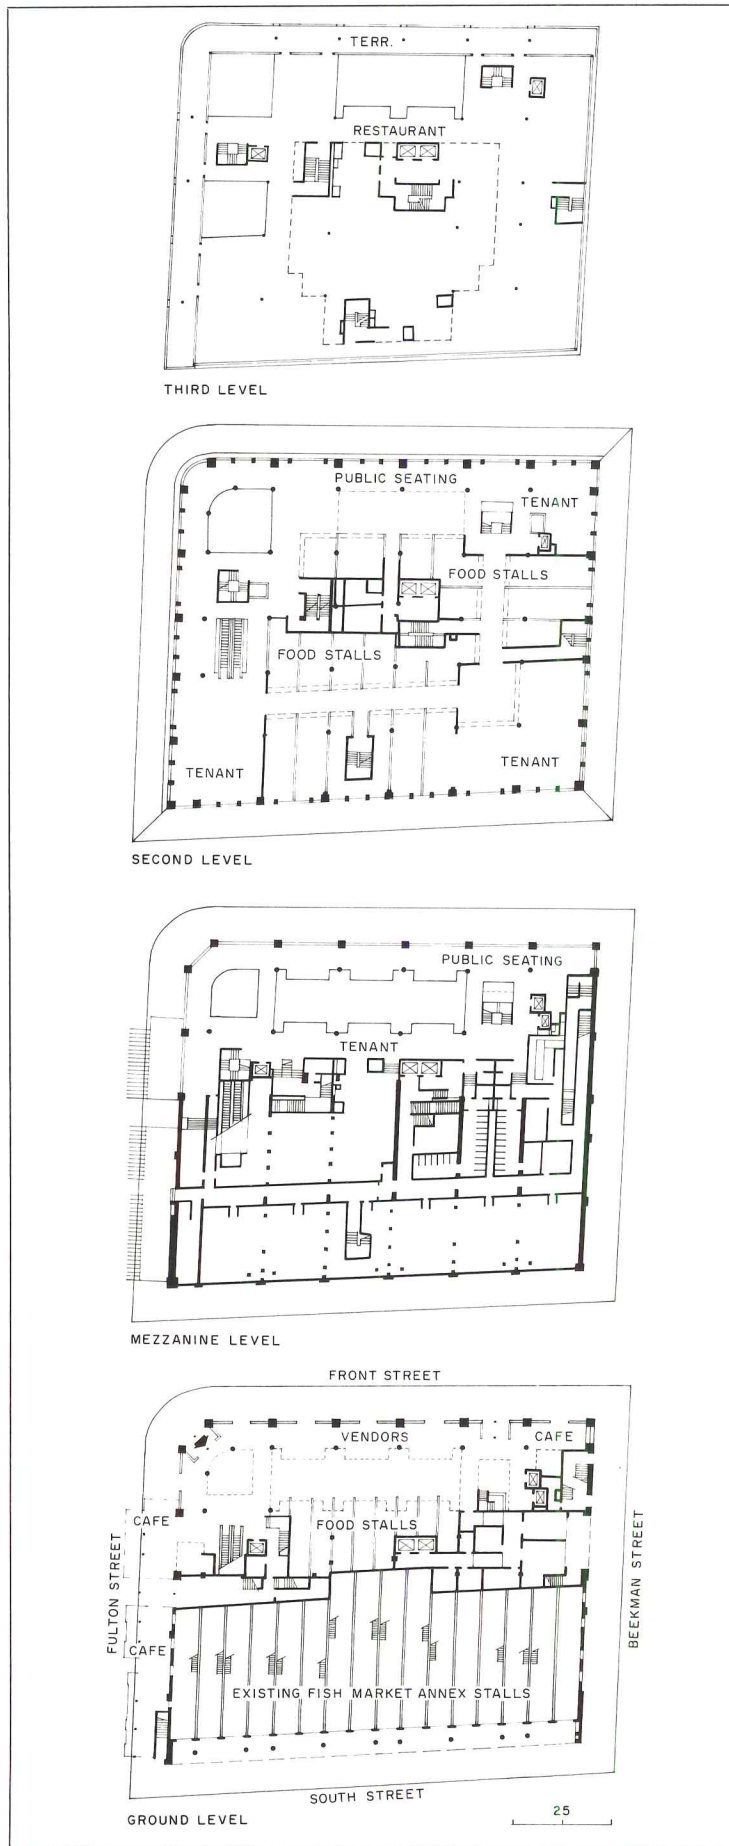 TERR.
RESTAURANT
THIRD LEVEL
PUBLIC SEATING
TENANT
FOOD STALLS
FOOD STALLS
TENANT
TENANT
SECOND LEVEL
PUBLIC SEATING
TENANT
MEZZANINE LEVEL
FRONT STREET
VENDORS
CAFE
CAFE
FOOD STALLS
FULTON STREET
BEEKMAN STREET
CAFE
EXISTING FISH MARKET ANNEX STALLS
SOUTH STREET
GROUND LEVEL
25